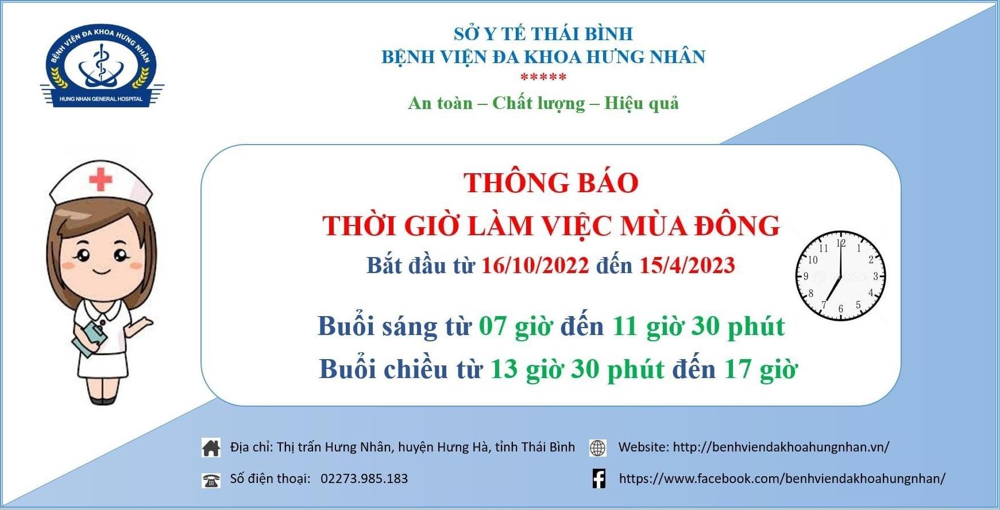 BỆNH VIỆN ĐA KHOA HƯNG NHÂN
HUNG NHAN GENERAL HOSPITAL
SỞ Y TẾ THÁI BÌNH
BỆNH VIỆN ĐA KHOA HƯNG NHÂN
*****
An toàn – Chất lượng – Hiệu quả
THÔNG BÁO
THỜI GIỜ LÀM VIỆC MÙA ĐÔNG
Bắt đầu từ 16/10/2022 đến 15/4/2023
12
1
2
3
4
5
6
7
8
9
10
11
Buổi sáng từ 07 giờ đến 11 giờ 30 phút
Buổi chiều từ 13 giờ 30 phút đến 17 giờ
Địa chỉ: Thị trấn Hưng Nhân, huyện Hưng Hà, tỉnh Thái Bình
Website: http://benhviendakhoahungnhan.vn/
Số điện thoại: 02273.985.183
https://www.facebook.com/benhviendakhoahungnhan/